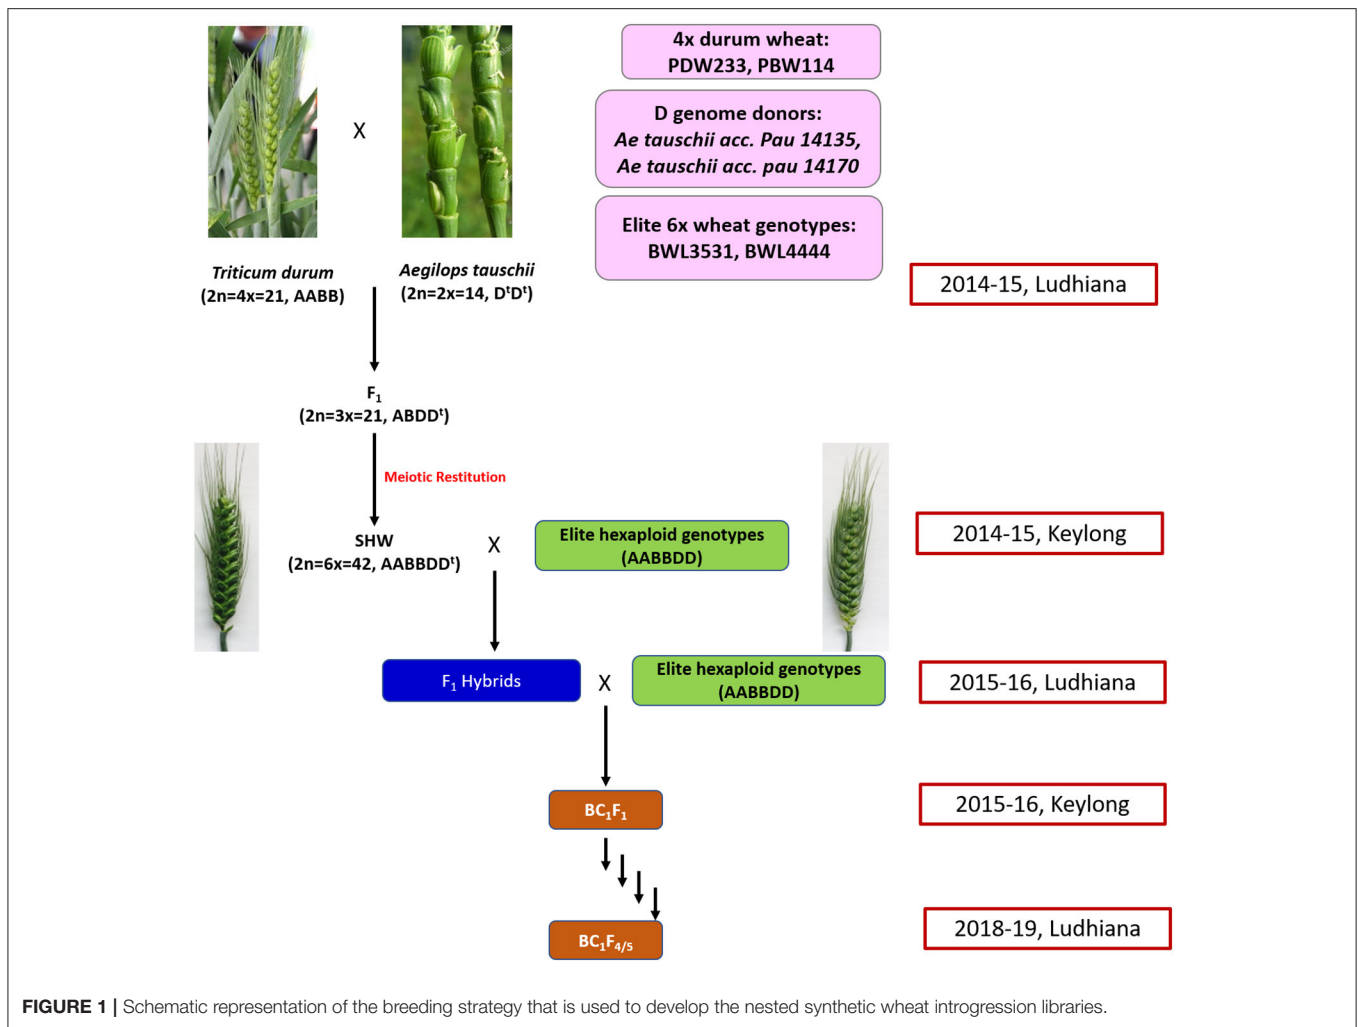 4x durum wheat:
PDW233, PBW114
X
D genome donors:
Ae tauschii acc. Pau 14135,
Ae tauschii acc. pau 14170
Elite 6x wheat genotypes:
BWL3531, BWL4444
Triticum durum
(2n=4x=21, AABB)
Aegilops tauschii
(2n=2x=14, DᵗDᵗ)
2014-15, Ludhiana
F₁
(2n=3x=21, ABDDᵗ)
Meiotic Restitution
SHW
(2n=6x=42, AABBDDᵗ)
X
Elite hexaploid genotypes
(AABBDD)
2014-15, Keylong
F₁ Hybrids
X
Elite hexaploid genotypes
(AABBDD)
2015-16, Ludhiana
BC₁F₁
2015-16, Keylong
BC₁F₄/₅
2018-19, Ludhiana
FIGURE 1 | Schematic representation of the breeding strategy that is used to develop the nested synthetic wheat introgression libraries.